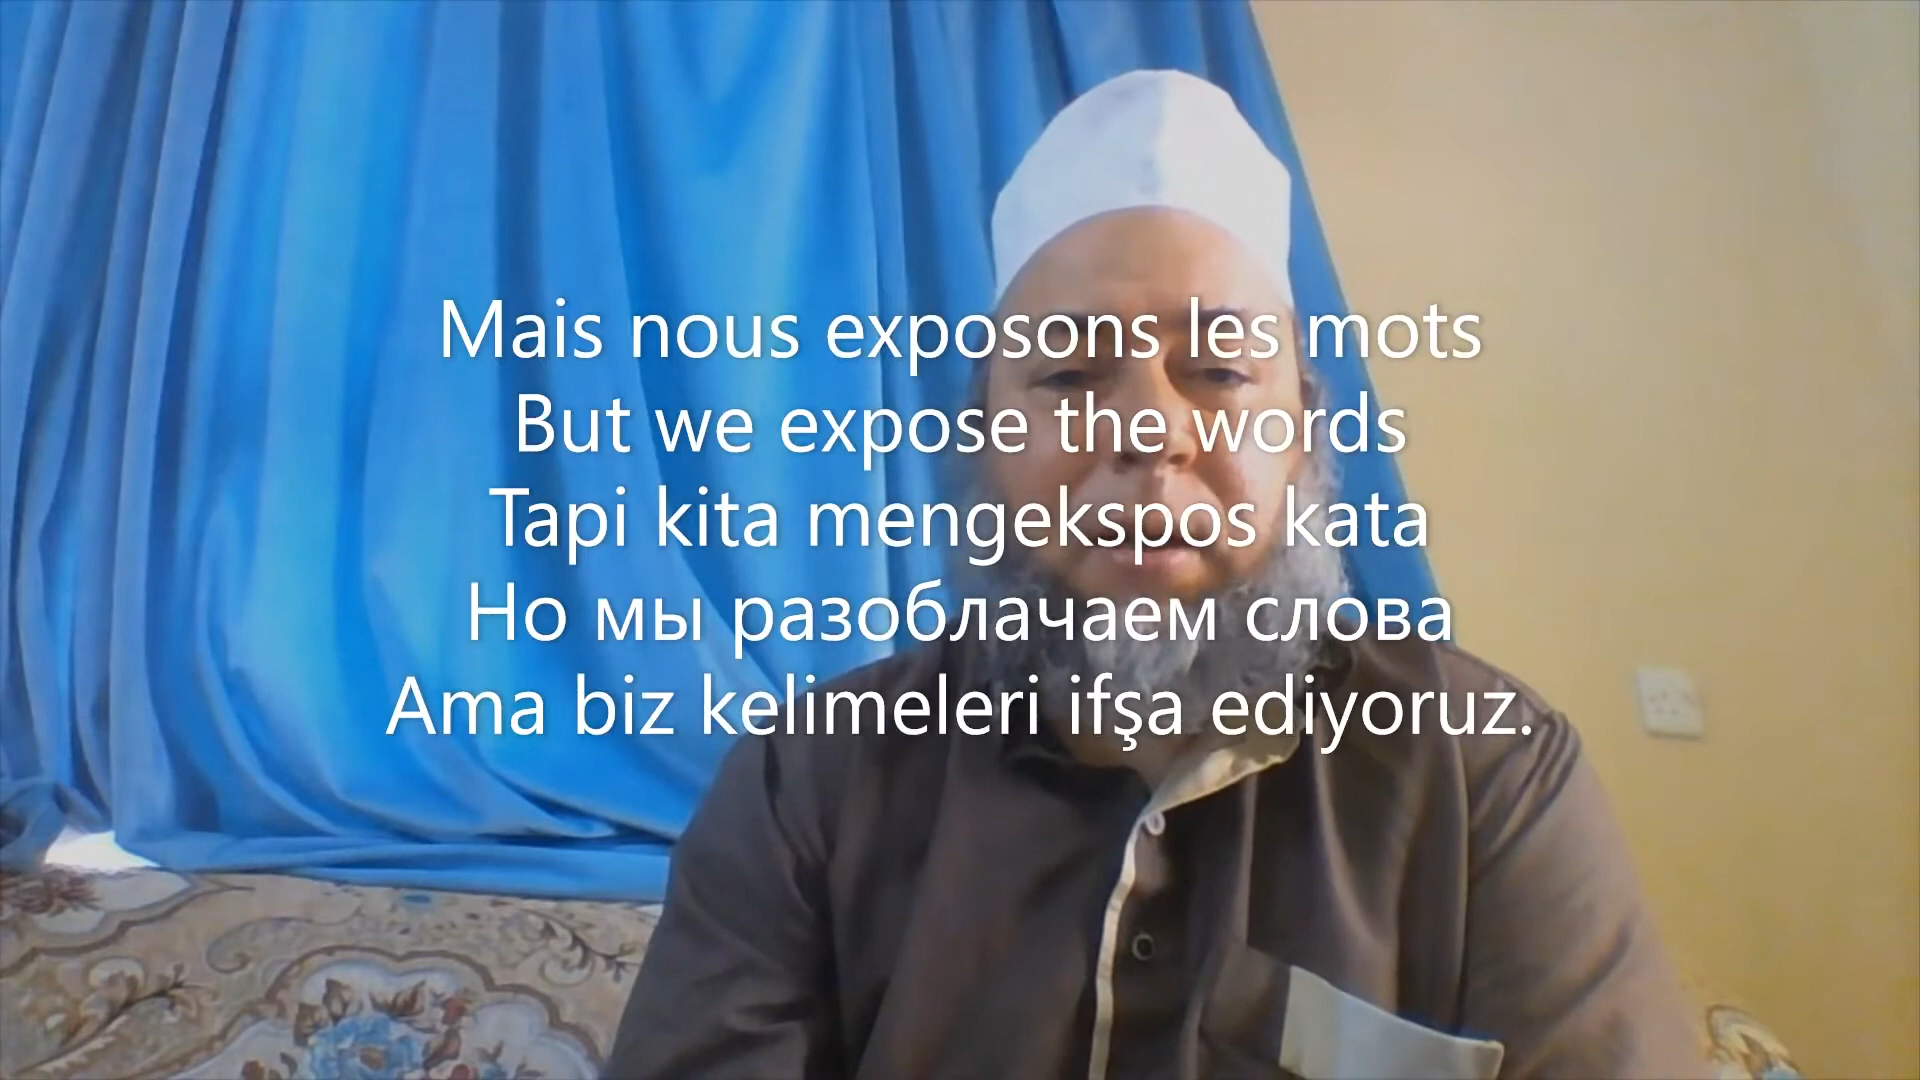 Mais nous exposons les mots
But we expose the words
Tapi kita mengekspos kata
Но мы разоблачаем слова
Ama biz kelimeleri ifşa ediyoruz.